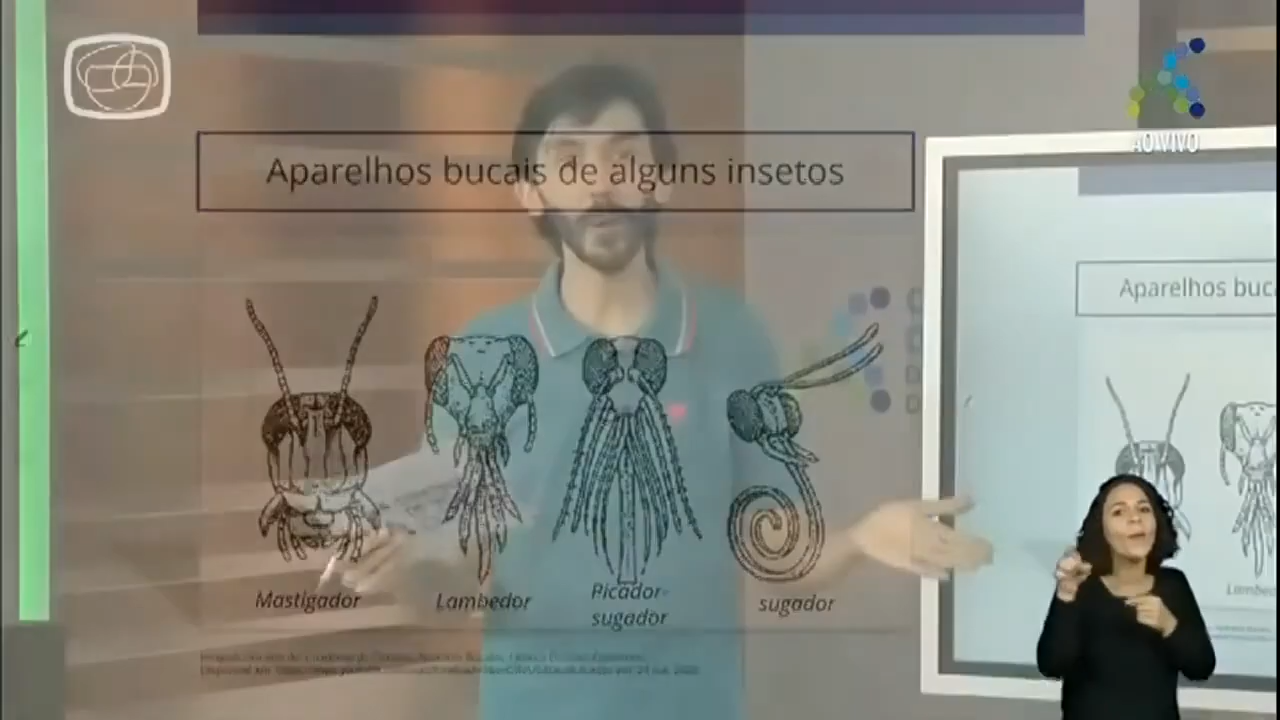 AO VIVO
Aparelhos bucais de alguns insetos
Aparelhos buc
Mastigador
Lambedor
Picador-
sugador
sugador